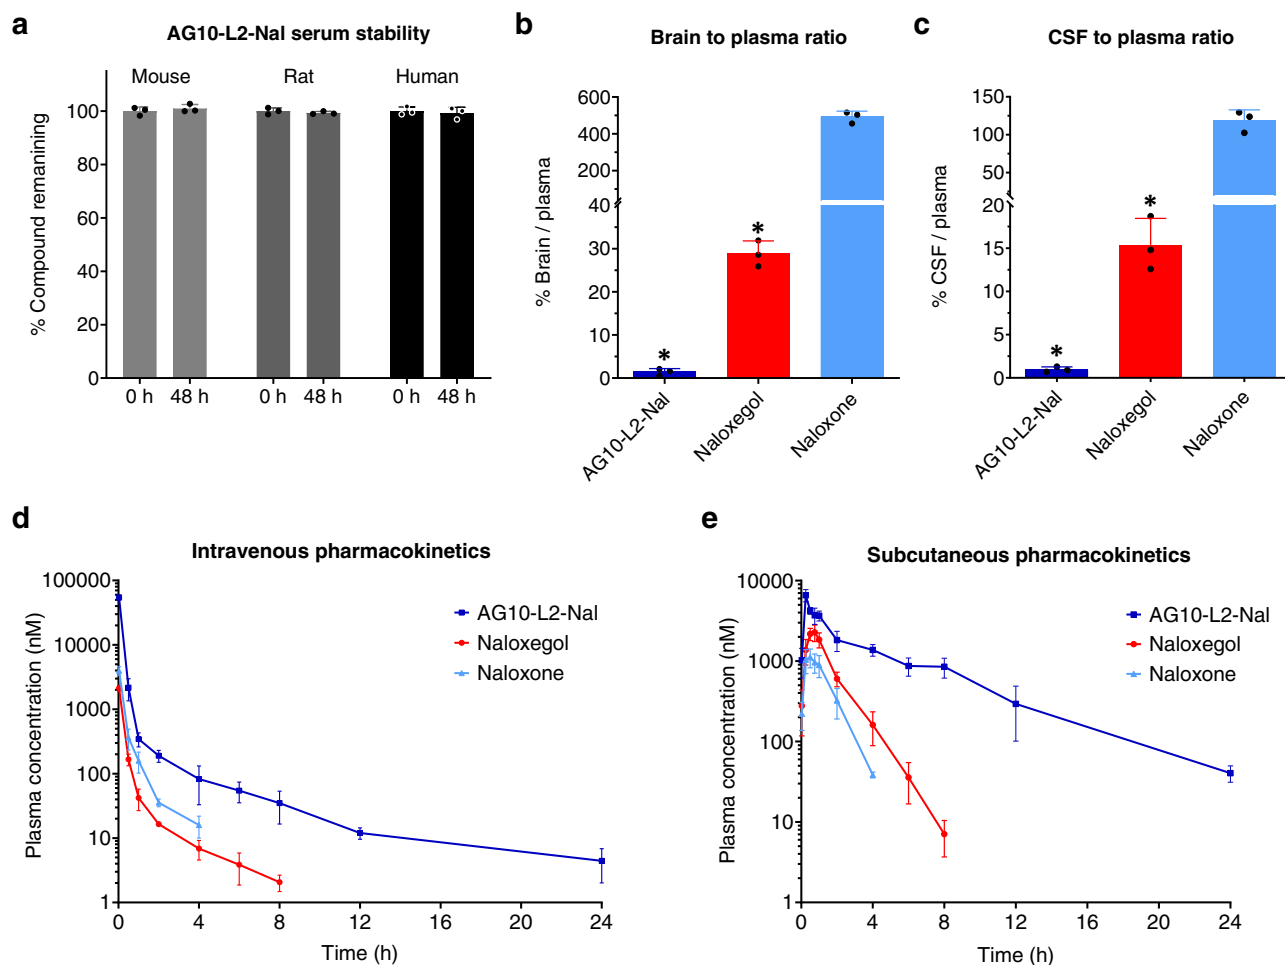 a
AG10-L2-Nal serum stability
% Compound remanining
100
80
60
40
20
0
Mouse
Rat
Human
0 h
48 h
0 h
48 h
0 h
48 h
b
Brain to plasma ratio
% Brain / plasma
600
400
200
40
30
20
10
0
AG10-L2-Nal
Naloxegol
Naloxone
*
*
c
CSF to plasma ratio
% CSF / plasma
150
100
50
20
15
10
5
0
AG10-L2-Nal
Naloxegol
Naloxone
*
*
d
Intravenous pharmacokinetics
Plasma concentration (nM)
100000
10000
1000
100
10
1
AG10-L2-Nal
Naloxegol
Naloxone
0
4
8
12
16
20
24
Time (h)
e
Subcutaneous pharmacokinetics
Plasma concentration (nM)
10000
1000
100
10
1
AG10-L2-Nal
Naloxegol
Naloxone
0
4
8
12
16
20
24
Time (h)